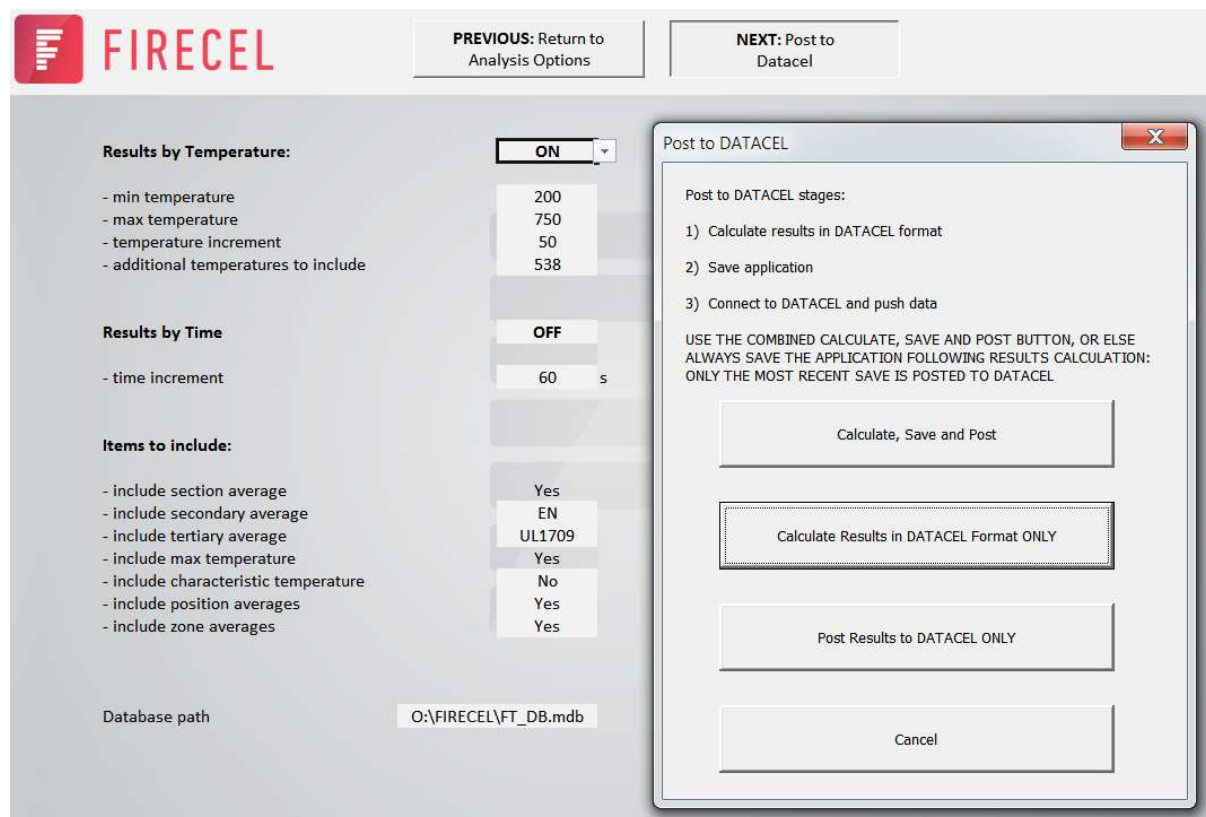 FIRECEL
PREVIOUS: Return to
Analysis Options
NEXT: Post to
Datacel
Results by Temperature: ON
- min temperature 200
- max temperature 750
- temperature increment 50
- additional temperatures to include 538
Results by Time OFF
- time increment 60 s
Items to include:
- include section average Yes
- include secondary average EN
- include tertiary average UL1709
- include max temperature Yes
- include characteristic temperature No
- include position averages Yes
- include zone averages Yes
Database path O:\FIRECEL\FT_DB.mdb
Post to DATACEL
X
Post to DATACEL stages:
1) Calculate results in DATACEL format
2) Save application
3) Connect to DATACEL and push data
USE THE COMBINED CALCULATE, SAVE AND POST BUTTON, OR ELSE
ALWAYS SAVE THE APPLICATION FOLLOWING RESULTS CALCULATION:
ONLY THE MOST RECENT SAVE IS POSTED TO DATACEL
Calculate, Save and Post
Calculate Results in DATACEL Format ONLY
Post Results to DATACEL ONLY
Cancel